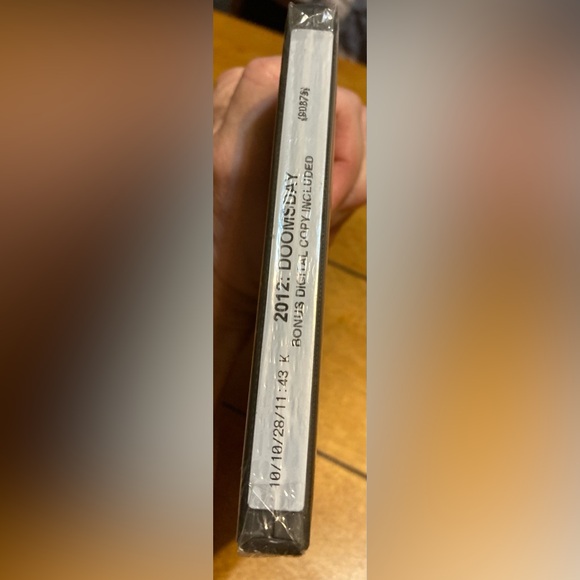 10/10/28/11:43 K 2012: DOOMSDAY
BONUS DIGITAL COPY INCLUDED